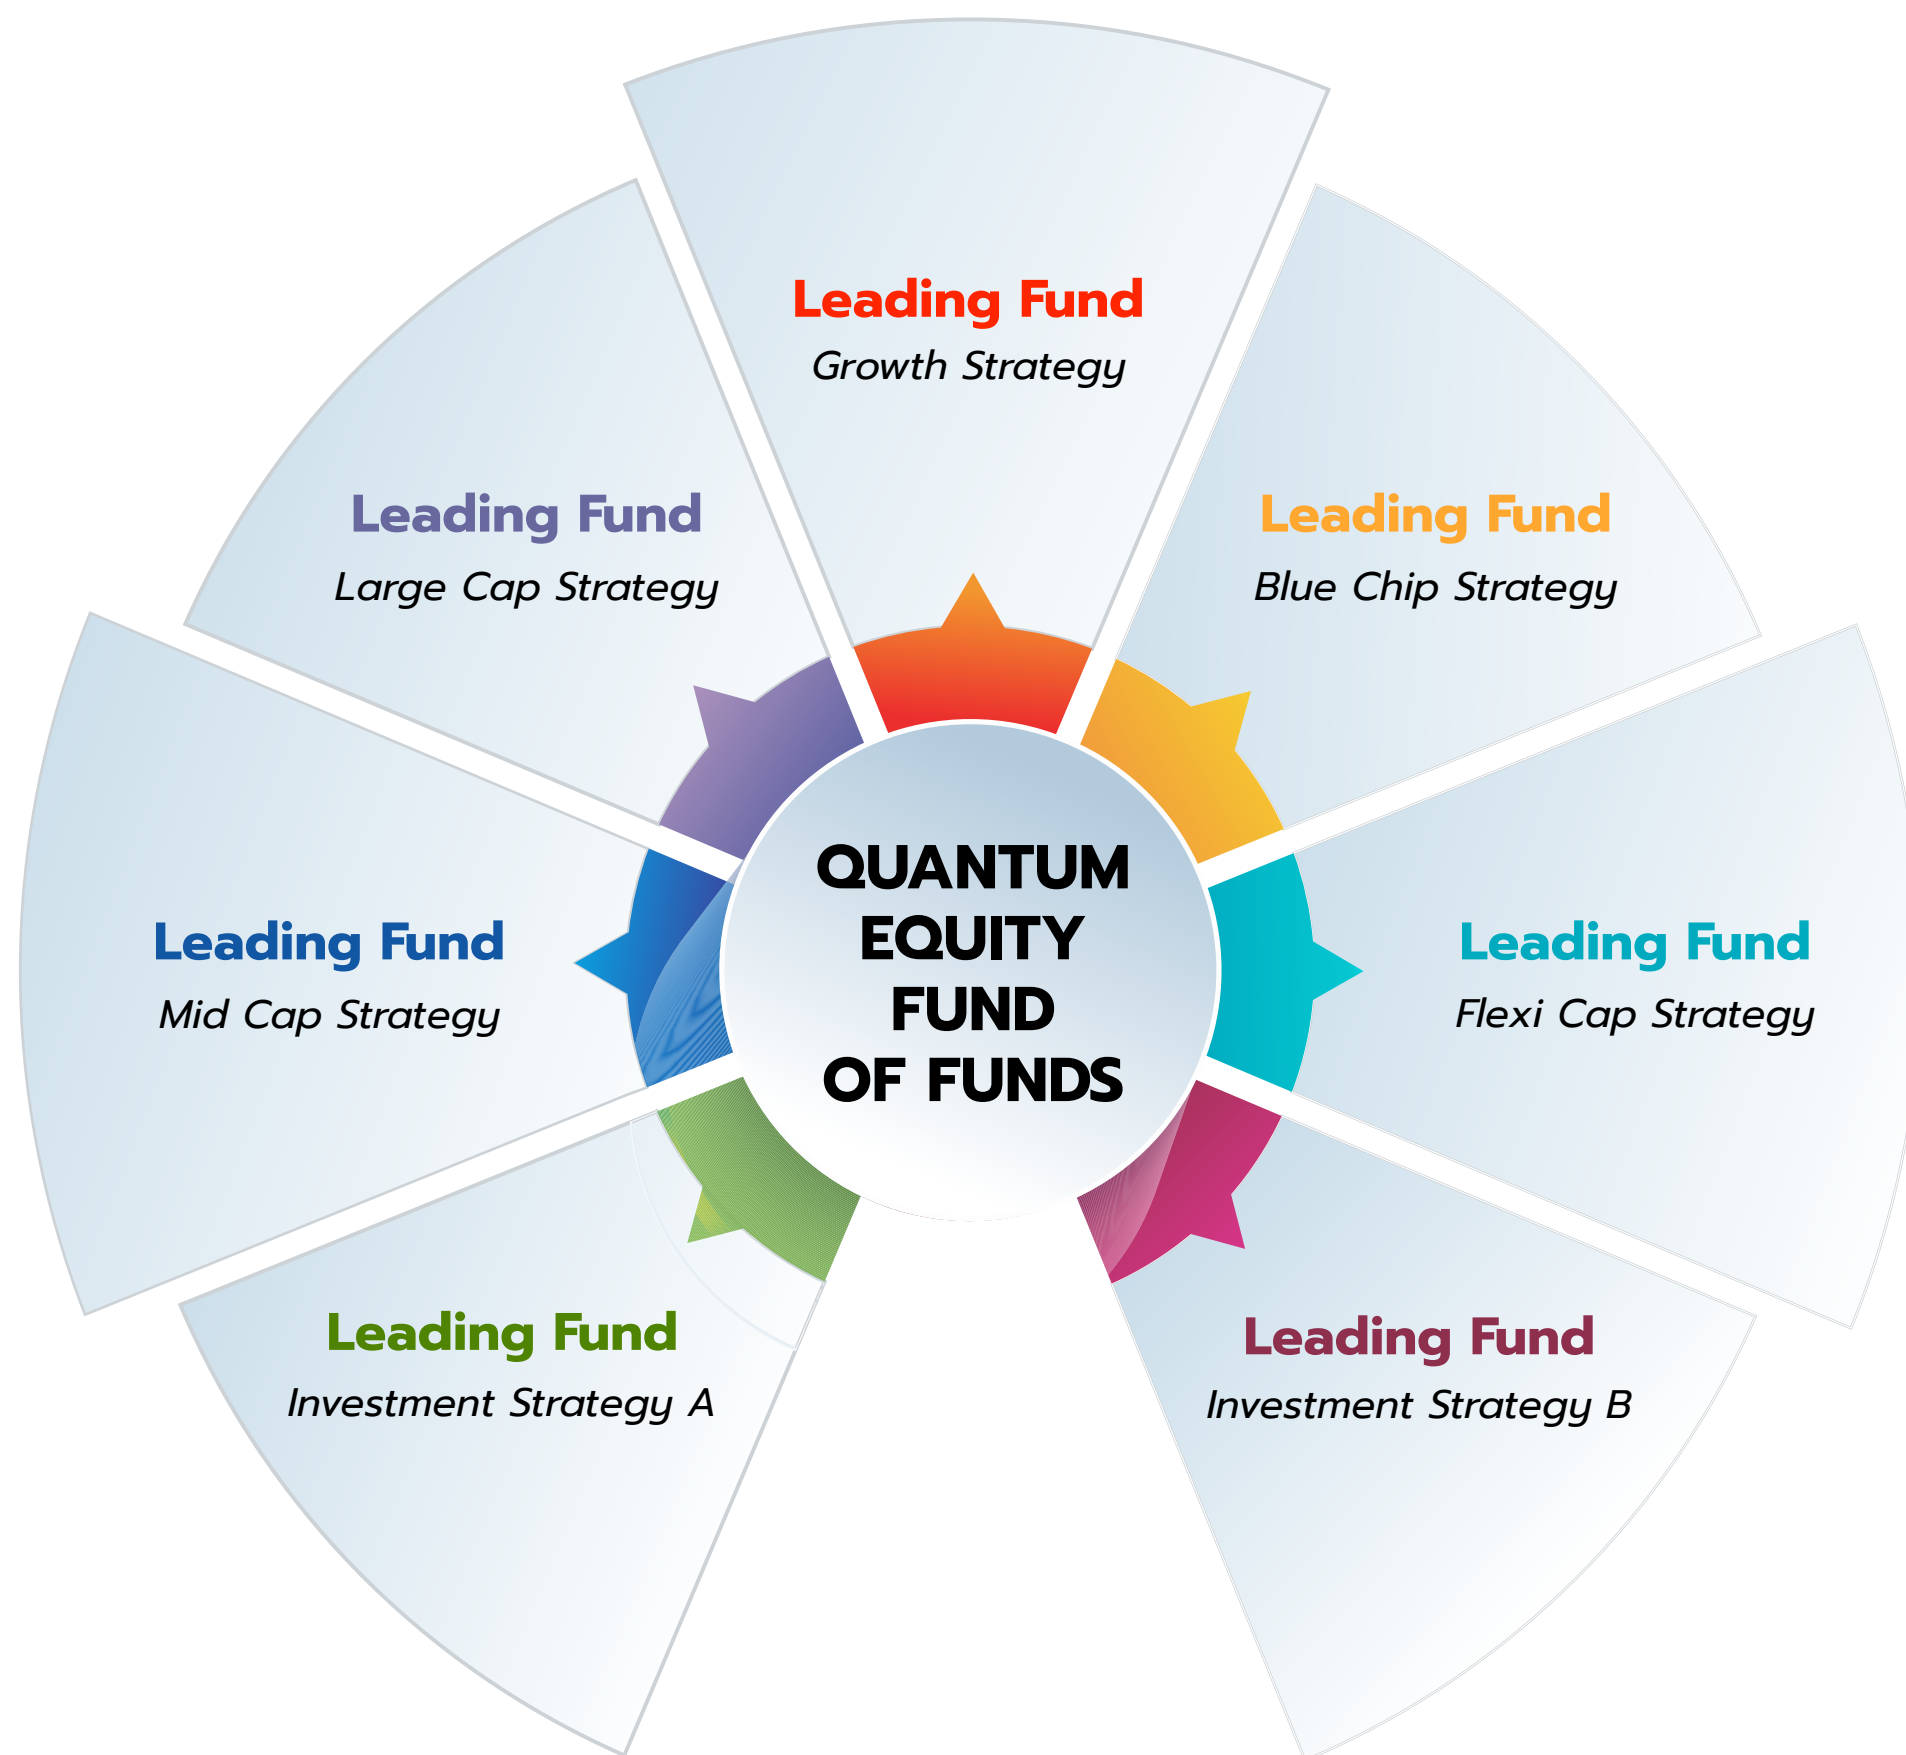 Leading Fund
Growth Strategy
Leading Fund
Large Cap Strategy
Leading Fund
Blue Chip Strategy
QUANTUM
EQUITY
FUND
OF FUNDS
Leading Fund
Mid Cap Strategy
Leading Fund
Flexi Cap Strategy
Leading Fund
Investment Strategy A
Leading Fund
Investment Strategy B